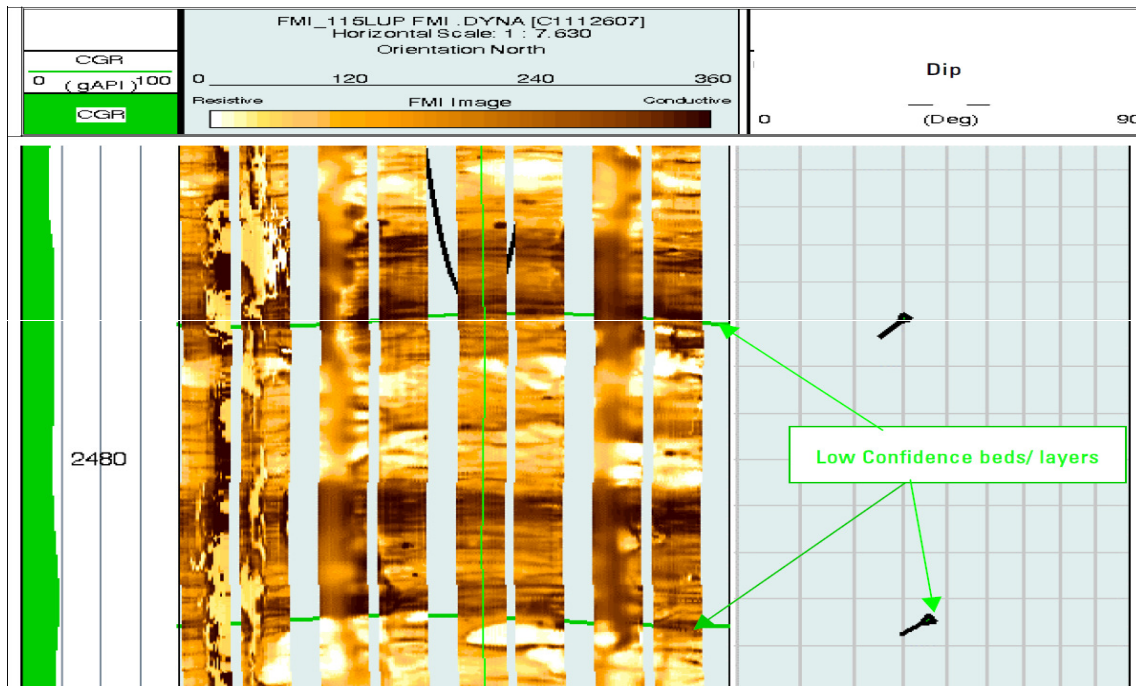 FMI_115LUP FMI .DYNA [C1112607]
Horizontal Scale: 1 : 7.630
Orientation North
CGR
0 (gAPI) 100
CGR
0 120 240 360
Resistive FMI Image Conductive
Dip
0 (Deg) 90
2480
Low Confidence beds/ layers